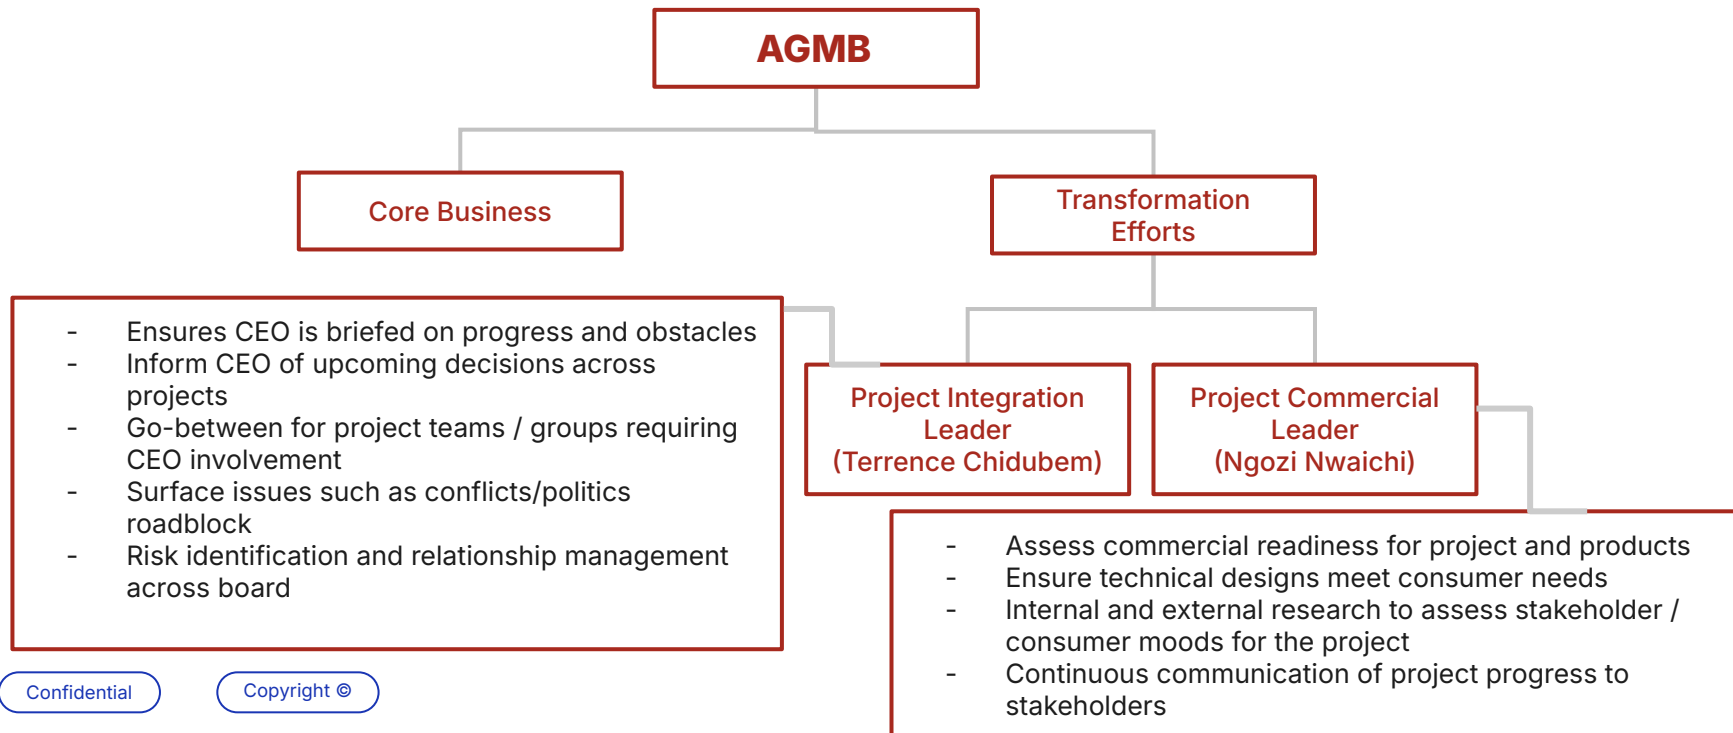 AGMB
Core Business
Transformation
Efforts
- Ensures CEO is briefed on progress and obstacles
- Inform CEO of upcoming decisions across
projects
- Go-between for project teams / groups requiring
CEO involvement
- Surface issues such as conflicts/politics
roadblock
- Risk identification and relationship management
across board
Project Integration
Leader
(Terrence Chidubem)
Project Commercial
Leader
(Ngozi Nwaichi)
- Assess commercial readiness for project and products
- Ensure technical designs meet consumer needs
- Internal and external research to assess stakeholder /
consumer moods for the project
- Continuous communication of project progress to
stakeholders
Confidential
Copyright ©